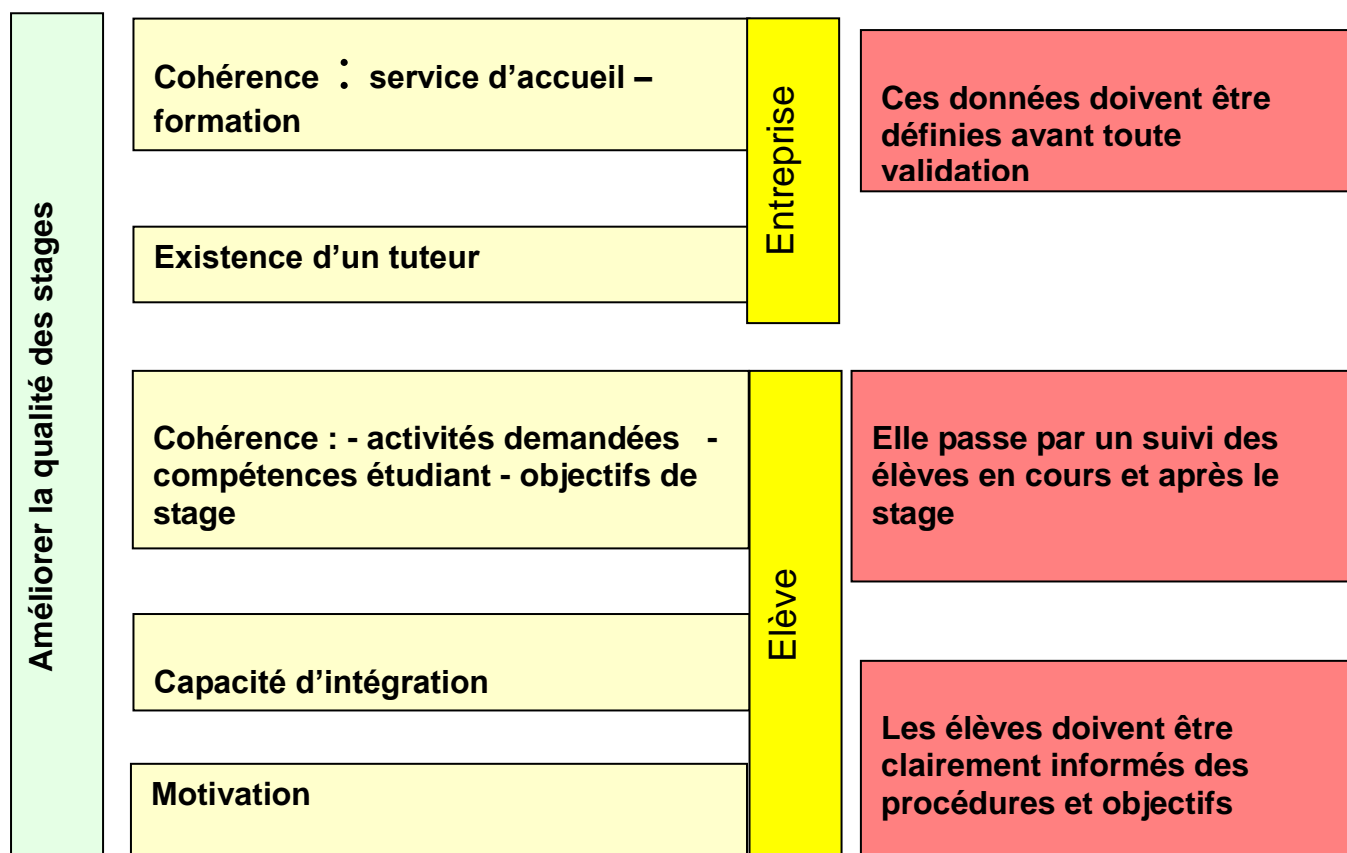 Améliorer la qualité des stages
Cohérence : service d’accueil –
formation
Existence d’un tuteur
Entreprise
Ces données doivent être
définies avant toute
validation
Cohérence : - activités demandées -
compétences étudiant - objectifs de
stage
Capacité d’intégration
Motivation
Elève
Elle passe par un suivi des
élèves en cours et après le
stage
Les élèves doivent être
clairement informés des
procédures et objectifs